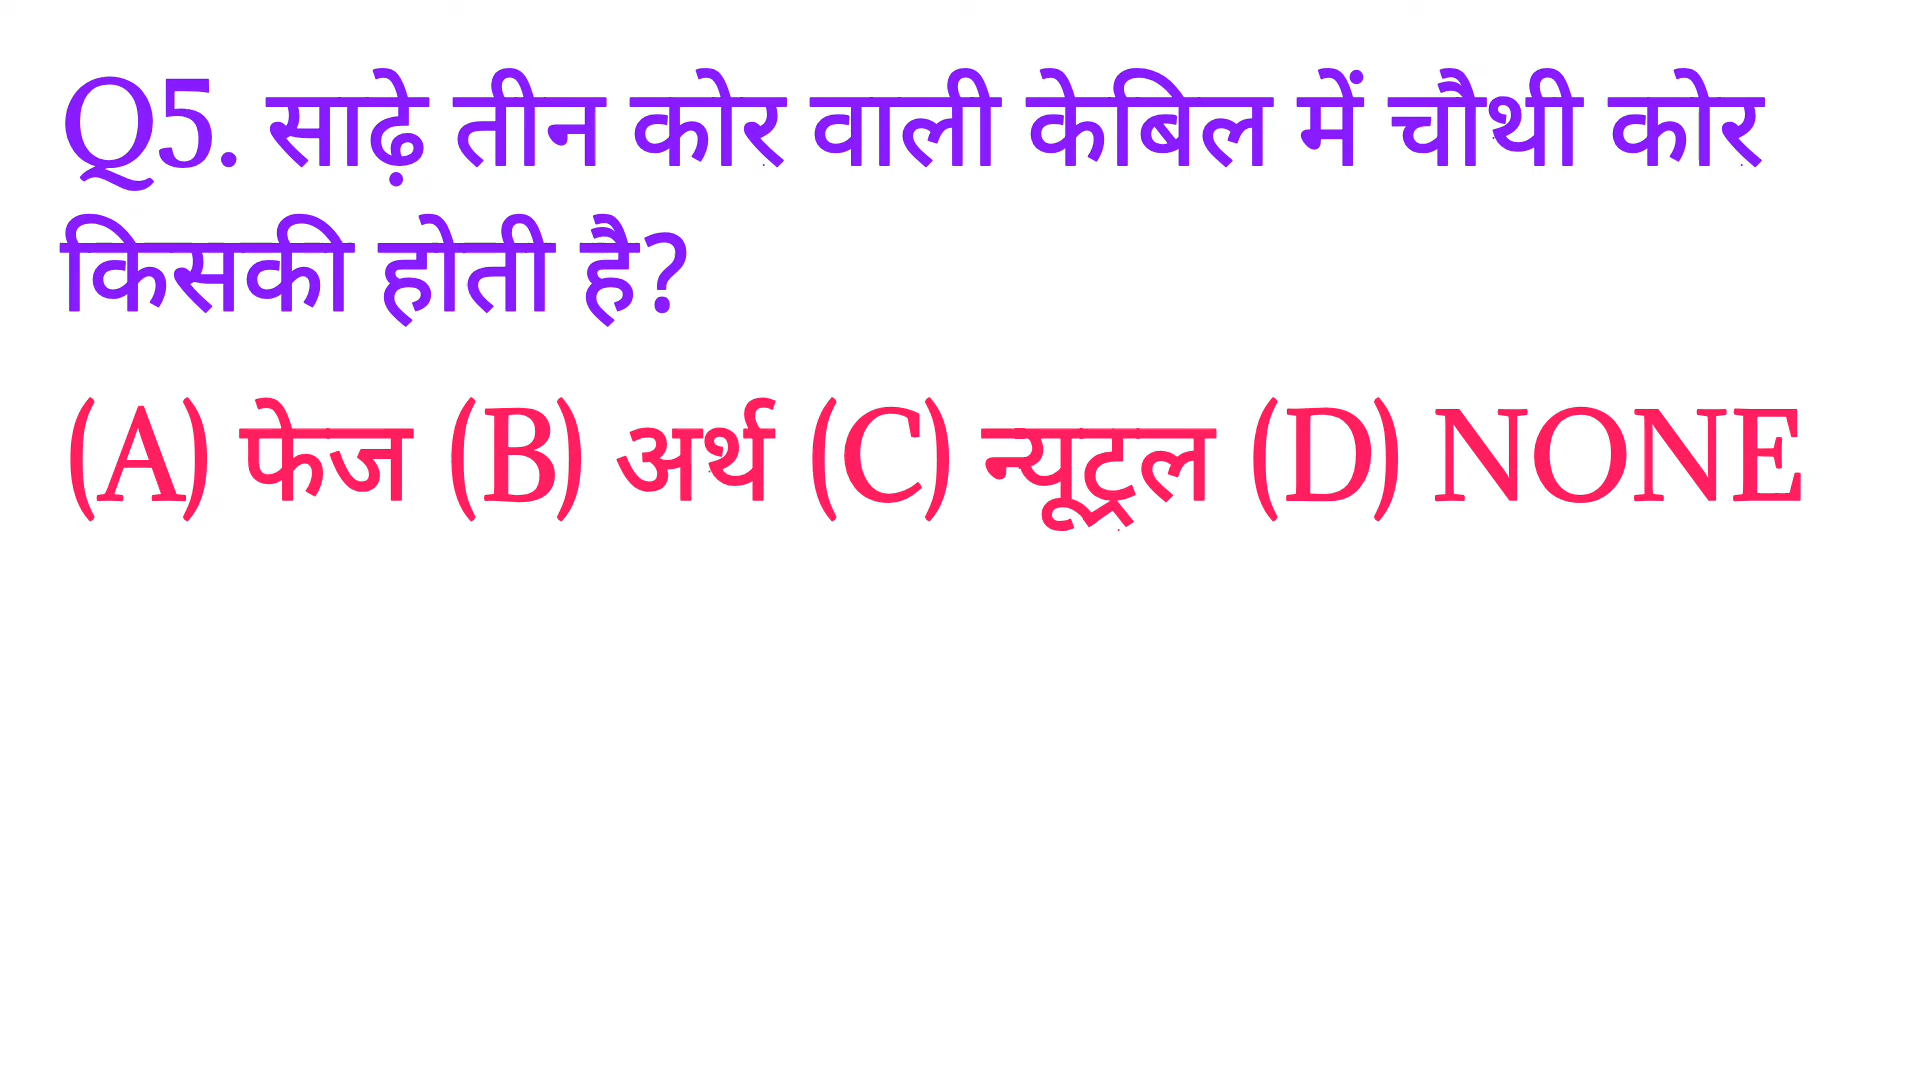 Q5. साढ़े तीन कोर वाली केबिल में चौथी कोर
किसकी होती है?
(A) फेज (B) अर्थ (C) न्यूट्रल (D) NONE